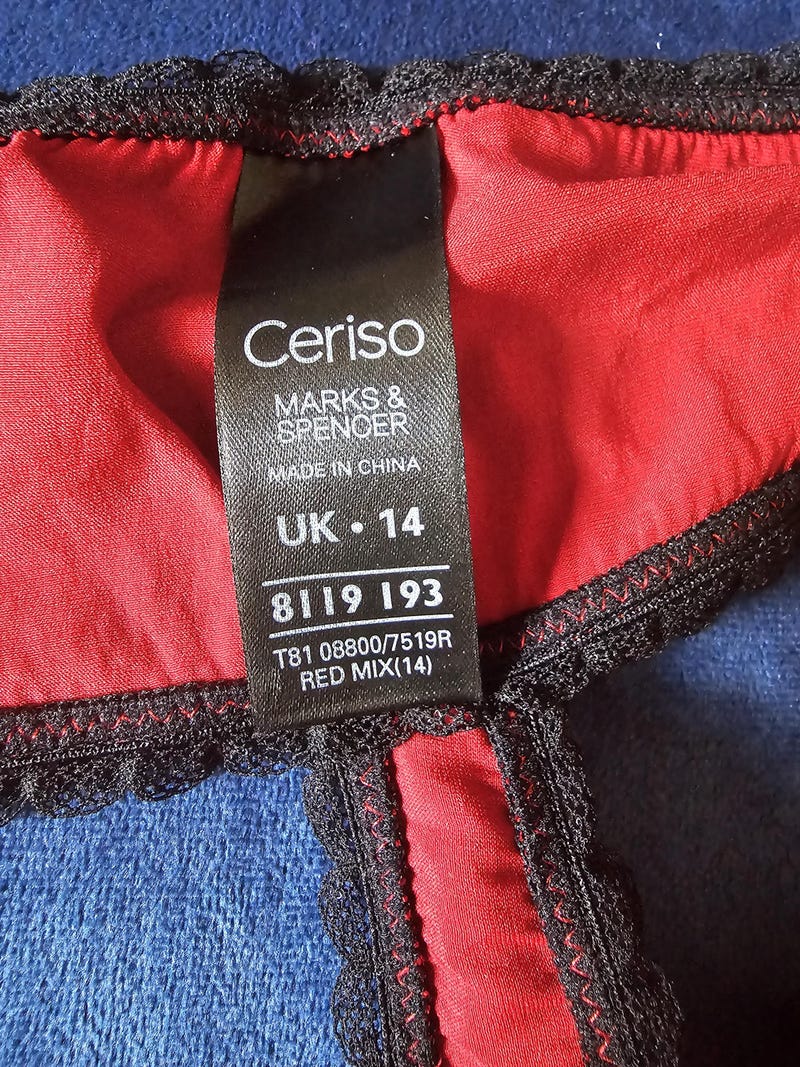 Ceriso
MARKS &
SPENCER
MADE IN CHINA
UK • 14
8119 193
T81 08800/7519R
RED MIX(14)